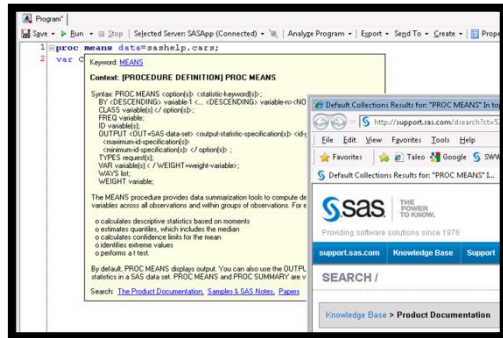 Program*
Save Run Stop Selected Server: SASApp (Connected) Analyze Program Export Send To Create Prope
1 proc means data=sashelp.cars;
2 var C
Keyword: MEANS
Context: [PROCEDURE DEFINITION] PROC MEANS
Syntax: PROC MEANS <option(s)> <statistic-keyword(s)>;
BY <DESCENDING> variable-1 <... <DESCENDING> variable-n><NO
CLASS variable(s) </ option(s)>;
FREQ variable;
ID variable(s);
OUTPUT <OUT=SAS-data-set> <output-statistic-specification(s)> <id-g
<maximum-id-specification(s)>
<minimum-id-specification(s)> </ option(s)> ;
TYPES request(s);
VAR variable(s) < / WEIGHT=weight-variable>;
WAYS list;
WEIGHT variable;
The MEANS procedure provides data summarization tools to compute de
variables across all observations and within groups of observations. For e
o calculates descriptive statistics based on moments
o estimates quantiles, which includes the median
o calculates confidence limits for the mean
o identifies extreme values
o performs a t test.
By default, PROC MEANS displays output. You can also use the OUTPL
statistics in a SAS data set. PROC MEANS and PROC SUMMARY are v
Search: The Product Documentation, Samples & SAS Notes, Papers
Default Collections Results for: "PROC MEANS" In top
http://support.sas.com/dsearch?ct=5
File Edit View Favorites Tools Help
Favorites Taleo Google SWW
Default Collections Results for: "PROC MEANS" I...
sas THE POWER TO KNOW.
Providing software solutions since 1976
support.sas.com Knowledge Base Support
SEARCH /
Knowledge Base > Product Documentation